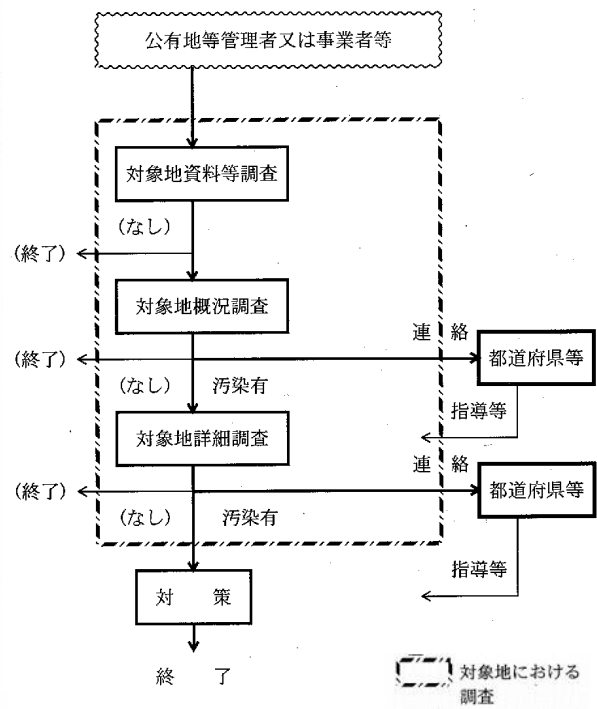 公有地等管理者又は事業者等
対象地資料等調査
(なし)
(終了)
対象地概況調査
連　絡
(終了)
都道府県等
(なし)
汚染有
指導等
対象地詳細調査
連　絡
(終了)
都道府県等
(なし)
汚染有
指導等
対　策
終　了
対象地における
調査